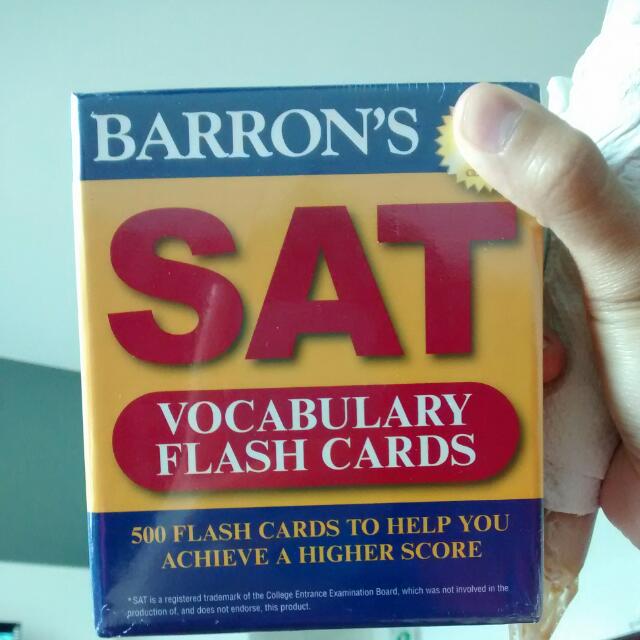 BARRON'S
SAT
VOCABULARY
FLASH CARDS
500 FLASH CARDS TO HELP YOU
ACHIEVE A HIGHER SCORE
*SAT is a registered trademark of the College Entrance Examination Board, which was not involved in the
production of, and does not endorse, this product.